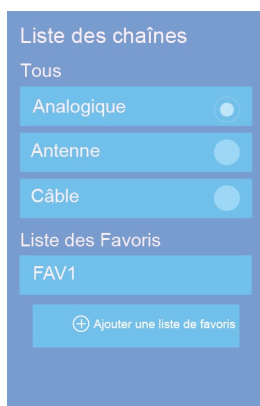 Liste des chaînes
Tous
Analogique
Antenne
Câble
Liste des Favoris
FAV1
Ajouter une liste de favoris